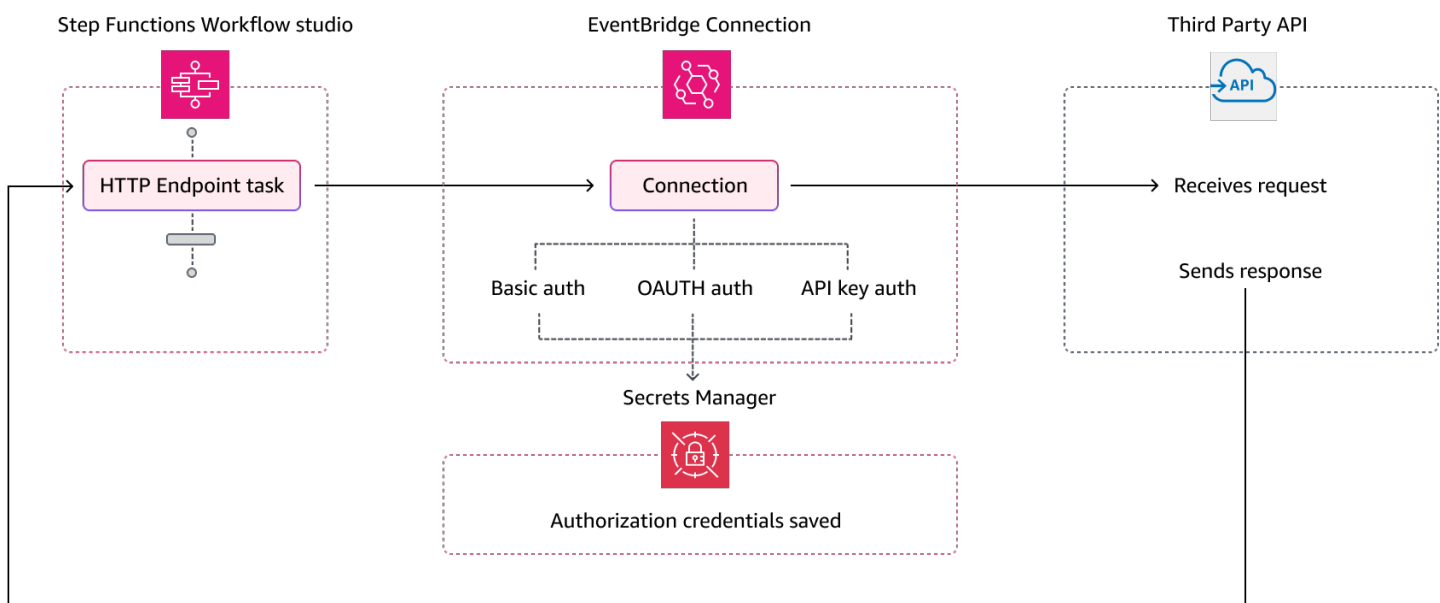 Step Functions Workflow studio
EventBridge Connection
Third Party API
API
HTTP Endpoint task
Connection
Receives request
Sends response
Basic auth
OAUTH auth
API key auth
Secrets Manager
Authorization credentials saved